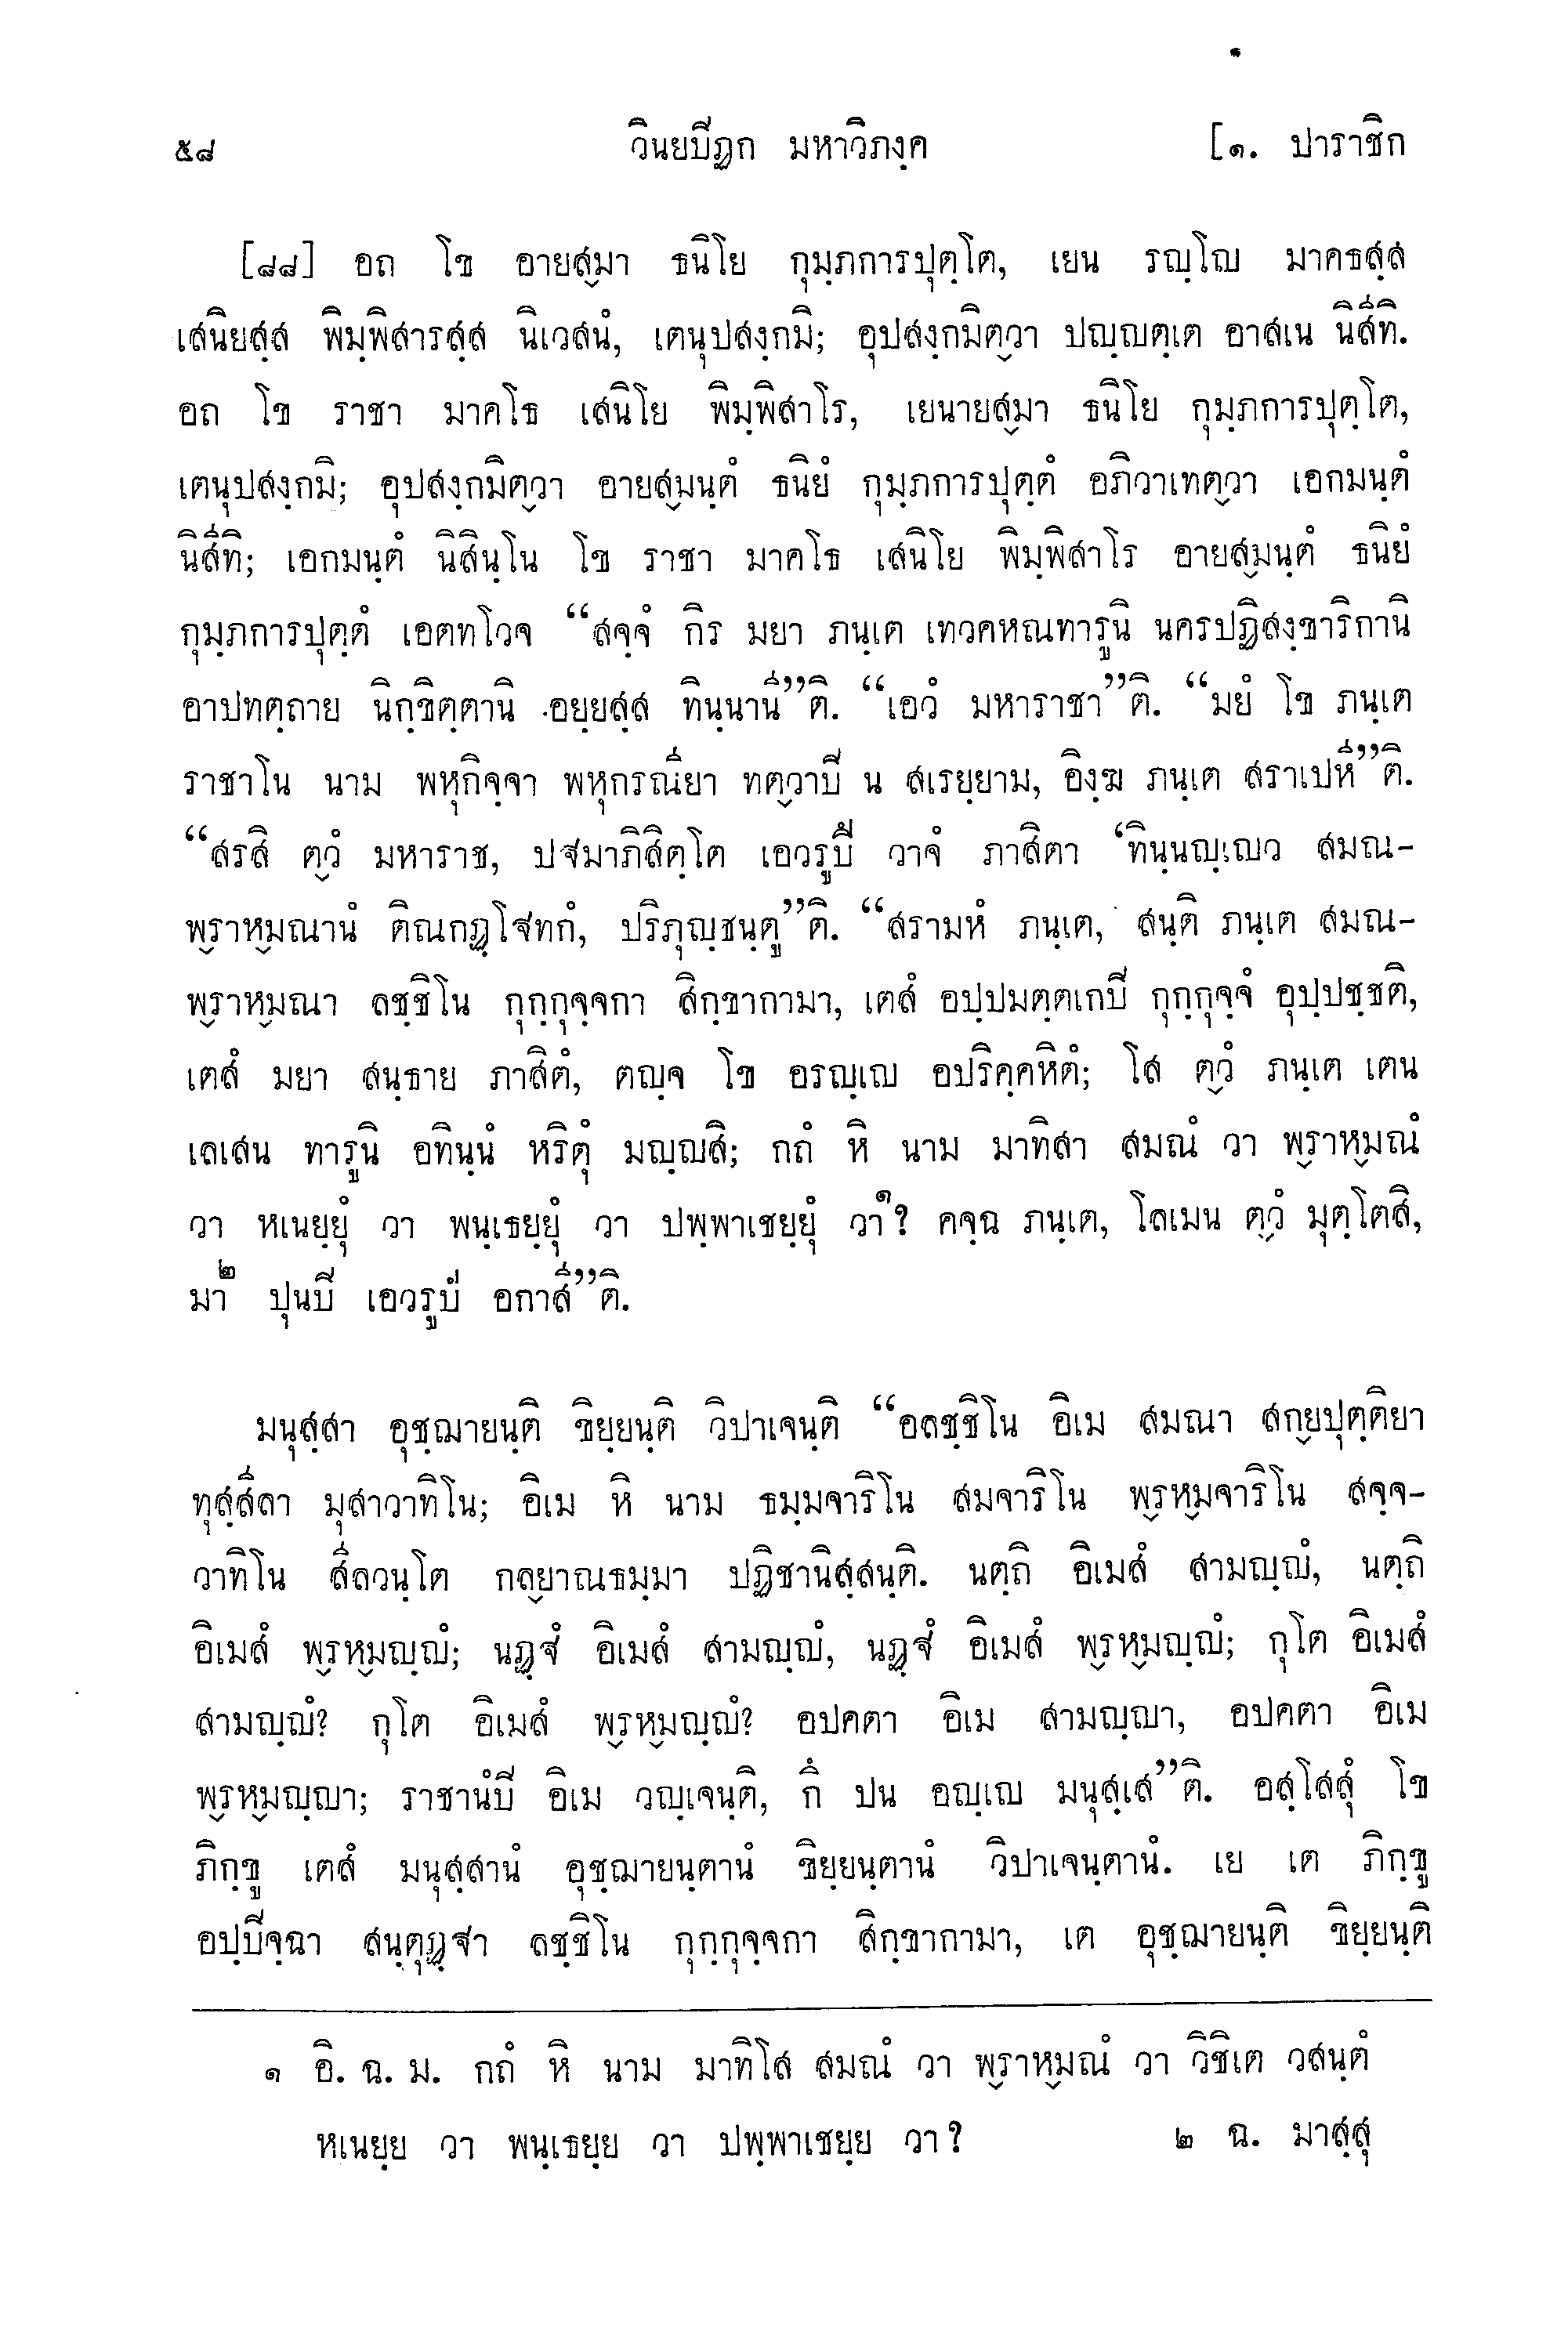 ๕๘ วินยปิฏก มหาวิภงฺค [๑. ปาราชิก
[๘๘] อถ โข อายสฺมา ธนิโย กุมฺภการปุตฺโต, เยน รญฺโญ มาคธสฺส
เสนิยสฺส พิมฺพิสารสฺส นิเวสนํ, เตนุปสงฺกมิ; อุปสงฺกมิตฺวา ปญฺญตฺเต อาสเน นิสีทิ.
อถ โข ราชา มาคโธ เสนิโย พิมฺพิสาโร, เยนายสฺมา ธนิโย กุมฺภการปุตฺโต,
เตนุปสงฺกมิ; อุปสงฺกมิตฺวา อายสฺมนฺตํ ธนิยํ กุมฺภการปุตฺตํ อภิวาเทตฺวา เอกมนฺตํ
นิสีทิ; เอกมนฺตํ นิสินฺโน โข ราชา มาคโธ เสนิโย พิมฺพิสาโร อายสฺมนฺตํ ธนิยํ
กุมฺภการปุตฺตํ เอตทโวจ “สจฺจํ กิร มยา ภนฺเต เทวคหณทารูนิ นครปฏิสงฺขาริกานิ
อาปทตฺถาย นิกฺขิตฺตานิ อยฺยสฺส ทินฺนานี”ติ. “เอวํ มหาราชา”ติ. “มยํ โข ภนฺเต
ราชาโน นาม พหุกิจฺจา พหุกรณียา ทตฺวาปิ น สเรยฺยาม, อิงฺฆ ภนฺเต สราเปหี”ติ.
“สรสิ ตฺวํ มหาราช, ปฐมาภิสิตฺโต เอวรูปึ วาจํ ภาสิตา ‘ทินฺนญฺเญว สมณ-
พฺราหฺมณานํ ติณกฏฺโฐทกํ, ปริภุญฺชนฺตู”ติ. “สรามหํ ภนฺเต, สนฺติ ภนฺเต สมณ-
พฺราหฺมณา ลชฺชิโน กุกฺกุจฺจกา สิกฺขากามา, เตสํ อปฺปมตฺตเกปิ กุกฺกุจฺจํ อุปฺปชฺชติ,
เตสํ มยา สนฺธาย ภาสิตํ, ตญฺจ โข อรญฺเญ อปริคฺคหิตํ; โส ตฺวํ ภนฺเต เตน
เลเสน ทารูนิ อทินฺนํ หริตุํ มญฺญสิ; กถํ หิ นาม มาทิสา สมณํ วา พฺราหฺมณํ
วา หเนยฺยุํ วา พนฺเธยฺยุํ วา ปพฺพาเชยฺยุํ วา๑? คจฺฉ ภนฺเต, โลเมน ตฺวํ มุตฺโตสิ,
มา๒ ปุนปิ เอวรูปํ อกาสี”ติ.
มนุสฺสา อุชฺฌายนฺติ ขิยฺยนฺติ วิปาเจนฺติ “อลชฺชิโน อิเม สมณา สกฺยปุตฺติยา
ทุสฺสีลา มุสาวาทิโน; อิเม หิ นาม ธมฺมจาริโน สมจาริโน พฺรหฺมจาริโน สจฺจ-
วาทิโน สีลวนฺโต กลฺยาณธมฺมา ปฏิชานิสฺสนฺติ. นตฺถิ อิเมสํ สามญฺญํ, นตฺถิ
อิเมสํ พฺรหฺมญฺญํ; นฏฺฐํ อิเมสํ สามญฺญํ, นฏฺฐํ อิเมสํ พฺรหฺมญฺญํ; กุโต อิเมสํ
สามญฺญํ? กุโต อิเมสํ พฺรหฺมญฺญํ? อปคตา อิเม สามญฺญา, อปคตา อิเม
พฺรหฺมญฺญา; ราชานํปิ อิเม วญฺเจนฺติ, กึ ปน อญฺเญ มนุสฺเส”ติ. อสฺโสสุํ โข
ภิกฺขู เตสํ มนุสฺสานํ อุชฺฌายนฺตานํ ขิยฺยนฺตานํ วิปาเจนฺตานํ. เย เต ภิกฺขู
อปฺปิจฺฉา สนฺตุฏฺฐา ลชฺชิโน กุกฺกุจฺจกา สิกฺขากามา, เต อุชฺฌายนฺติ ขิยฺยนฺติ
๑ อิ. ฉ. ม. กถํ หิ นาม มาทิโส สมณํ วา พฺราหฺมณํ วา วิชิเต วสนฺตํ
หเนยฺย วา พนฺเธยฺย วา ปพฺพาเชยฺย วา? ๒ ฉ. มาสฺสุ